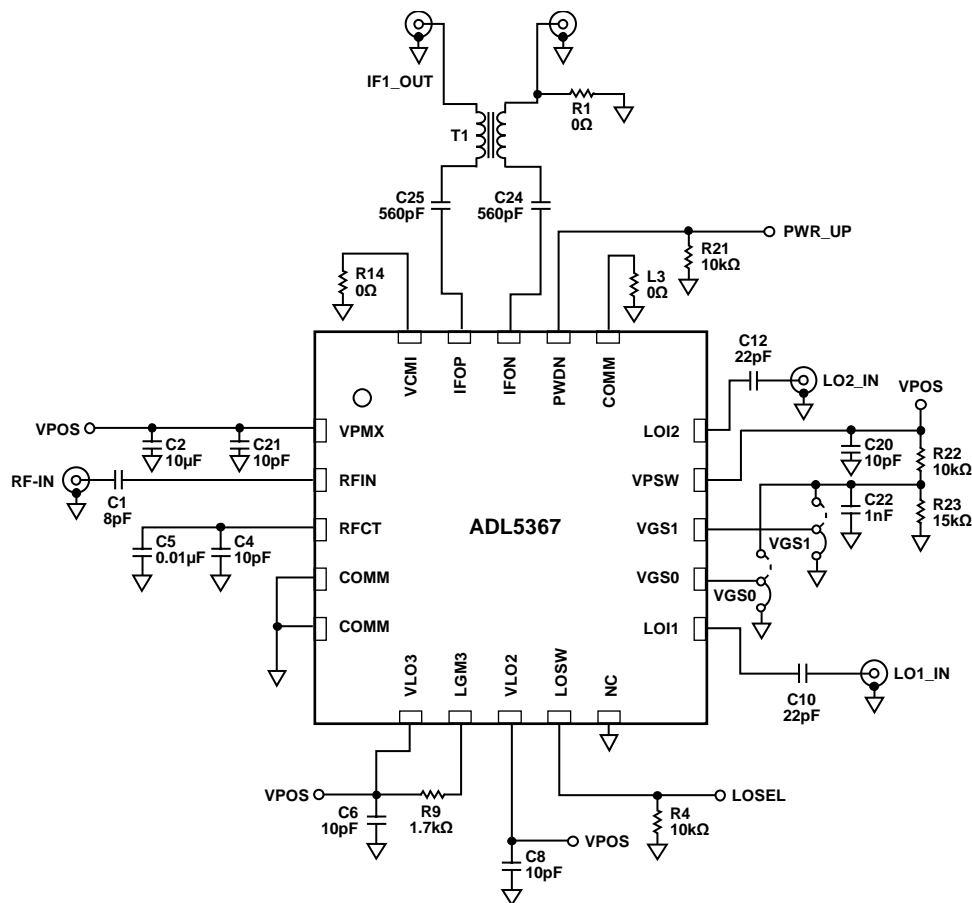 IF1_OUT
R1
0Ω
T1
C25
560pF
C24
560pF
PWR_UP
R21
10kΩ
R14
0Ω
L3
0Ω
C12
22pF
LO2_IN
VPOS
VCMI
IFOP
IFON
PWDN
COMM
VPOS
C2
10µF
C21
10pF
VPMX
LOI2
C20
10pF
R22
10kΩ
RF-IN
C1
8pF
RFIN
VPSW
C22
1nF
R23
15kΩ
C5
0.01µF
C4
10pF
RFCT
ADL5367
VGS1
VGS1
COMM
VGS0
VGS0
COMM
LOI1
LO1_IN
C10
22pF
VLO3
LGM3
VLO2
LOSW
NC
VPOS
C6
10pF
R9
1.7kΩ
LOSEL
R4
10kΩ
VPOS
C8
10pF